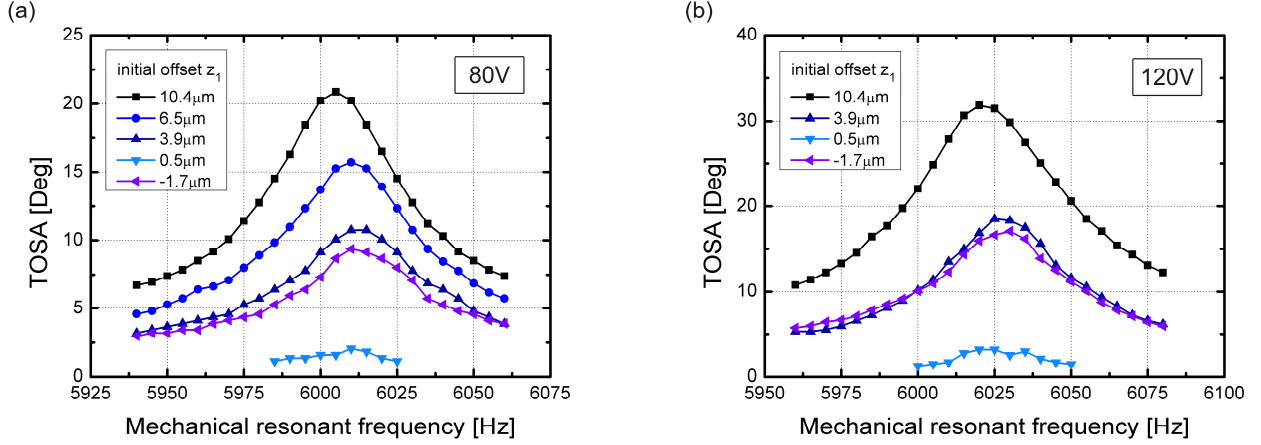 (a)
25
20
15
10
5
0
TOSA [Deg]
initial offset z1
10.4μm
6.5μm
3.9μm
0.5μm
-1.7μm
80V
5925
5950
5975
6000
6025
6050
6075
Mechanical resonant frequency [Hz]
(b)
40
30
20
10
0
TOSA [Deg]
initial offset z1
10.4μm
3.9μm
0.5μm
-1.7μm
120V
5950
5975
6000
6025
6050
6075
6100
Mechanical resonant frequency [Hz]